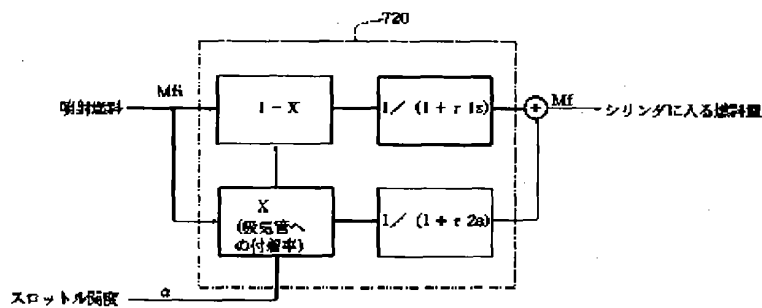 720
Mfi
噴射燃料
1-X
1/(1+τ1s)
+
Mf
シリンダに入る燃料量
X
(吸気管へ
の付着率)
1/(1+τ2s)
スロットル開度
α